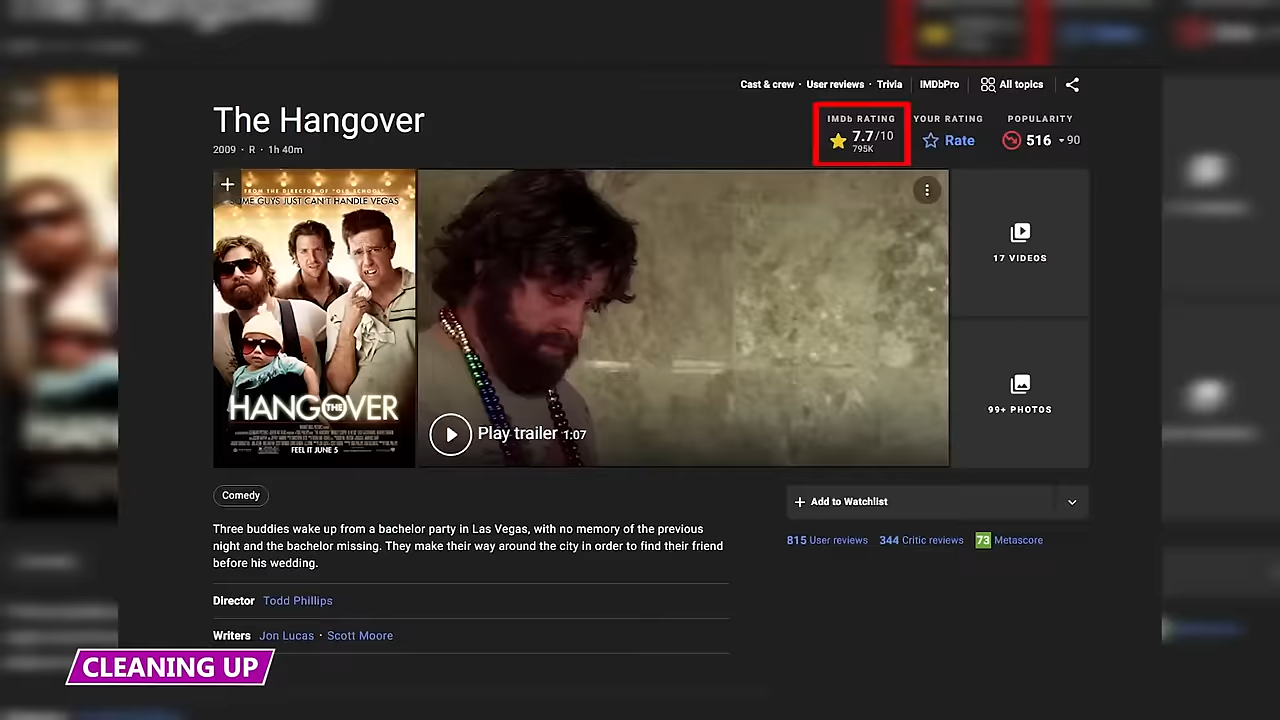 Cast & crew · User reviews · Trivia IMDbPro All topics
The Hangover
2009 · R · 1h 40m
IMDb RATING
7.7/10
795K
YOUR RATING
Rate
POPULARITY
516 90
FROM THE DIRECTOR OF "OLD SCHOOL"
SOME GUYS JUST CAN'T HANDLE VEGAS
THE HANGOVER
FEEL IT JUNE 5
Play trailer 1:07
17 VIDEOS
99+ PHOTOS
Comedy
Three buddies wake up from a bachelor party in Las Vegas, with no memory of the previous
night and the bachelor missing. They make their way around the city in order to find their friend
before his wedding.
Director Todd Phillips
Writers Jon Lucas · Scott Moore
+ Add to Watchlist
815 User reviews 344 Critic reviews 73 Metascore
CLEANING UP